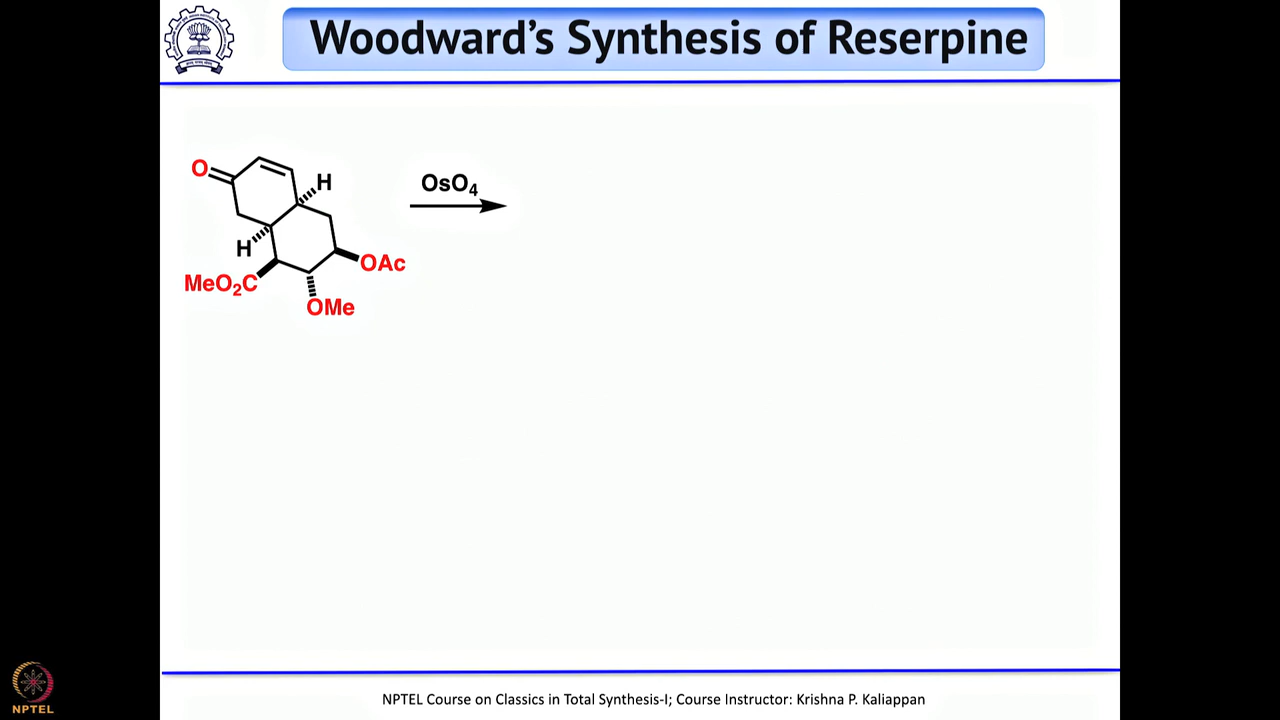 Woodward's Synthesis of Reserpine
O
H
OsO4
H
OAc
MeO2C
OMe
NPTEL Course on Classics in Total Synthesis-I; Course Instructor: Krishna P. Kaliappan
NPTEL